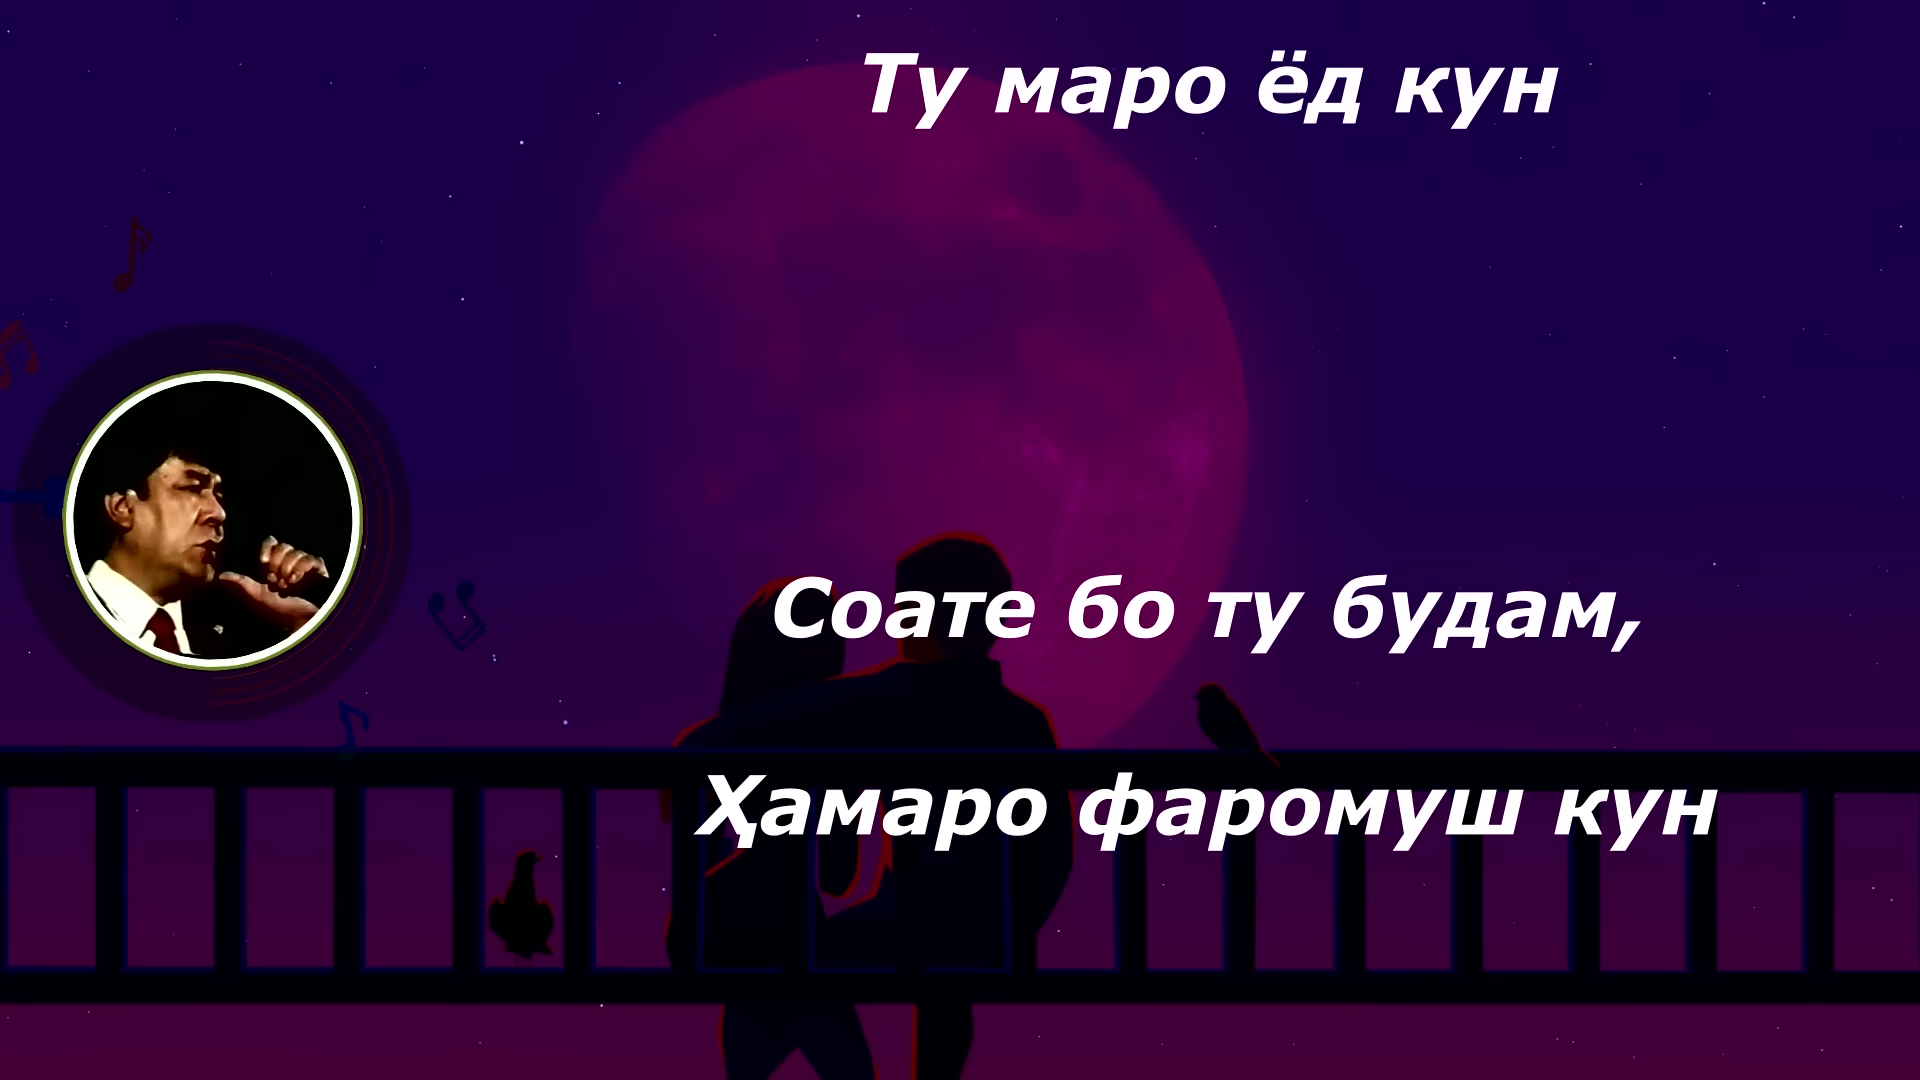 Ту маро ёд кун
Соате бо ту будам,
Ҳамаро фаромуш кун